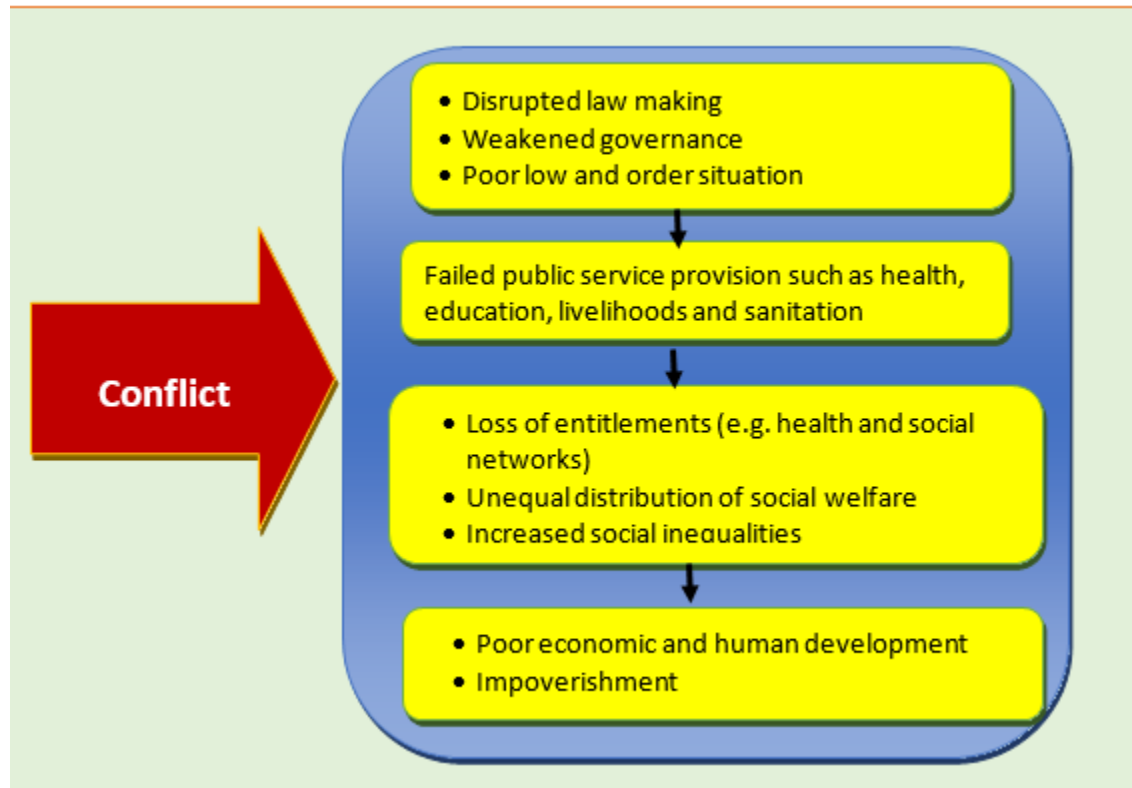 • Disrupted law making
• Weakened governance
• Poor low and order situation
Failed public service provision such as health,
education, livelihoods and sanitation
Conflict
• Loss of entitlements (e.g. health and social
networks)
• Unequal distribution of social welfare
• Increased social inequalities
• Poor economic and human development
• Impoverishment